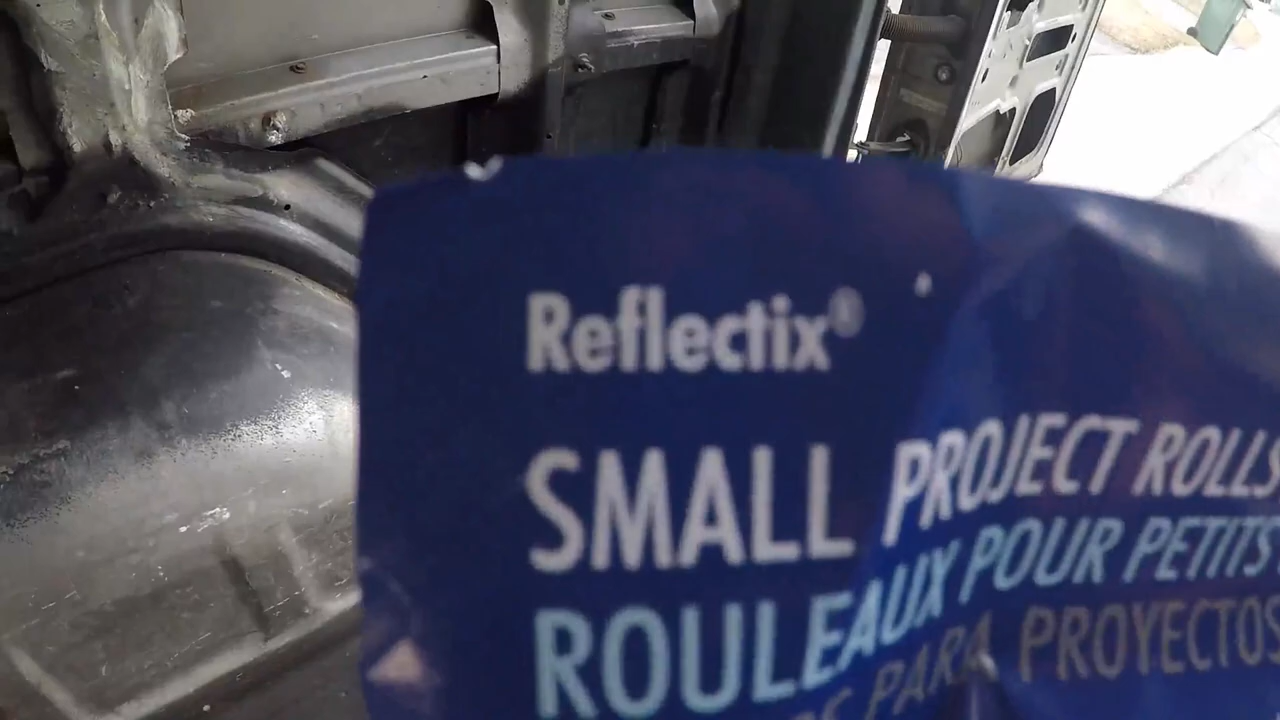 Reflectix®
SMALL PROJECT ROLLS
ROULEAUX POUR PETITS
PARA PROYECTOS